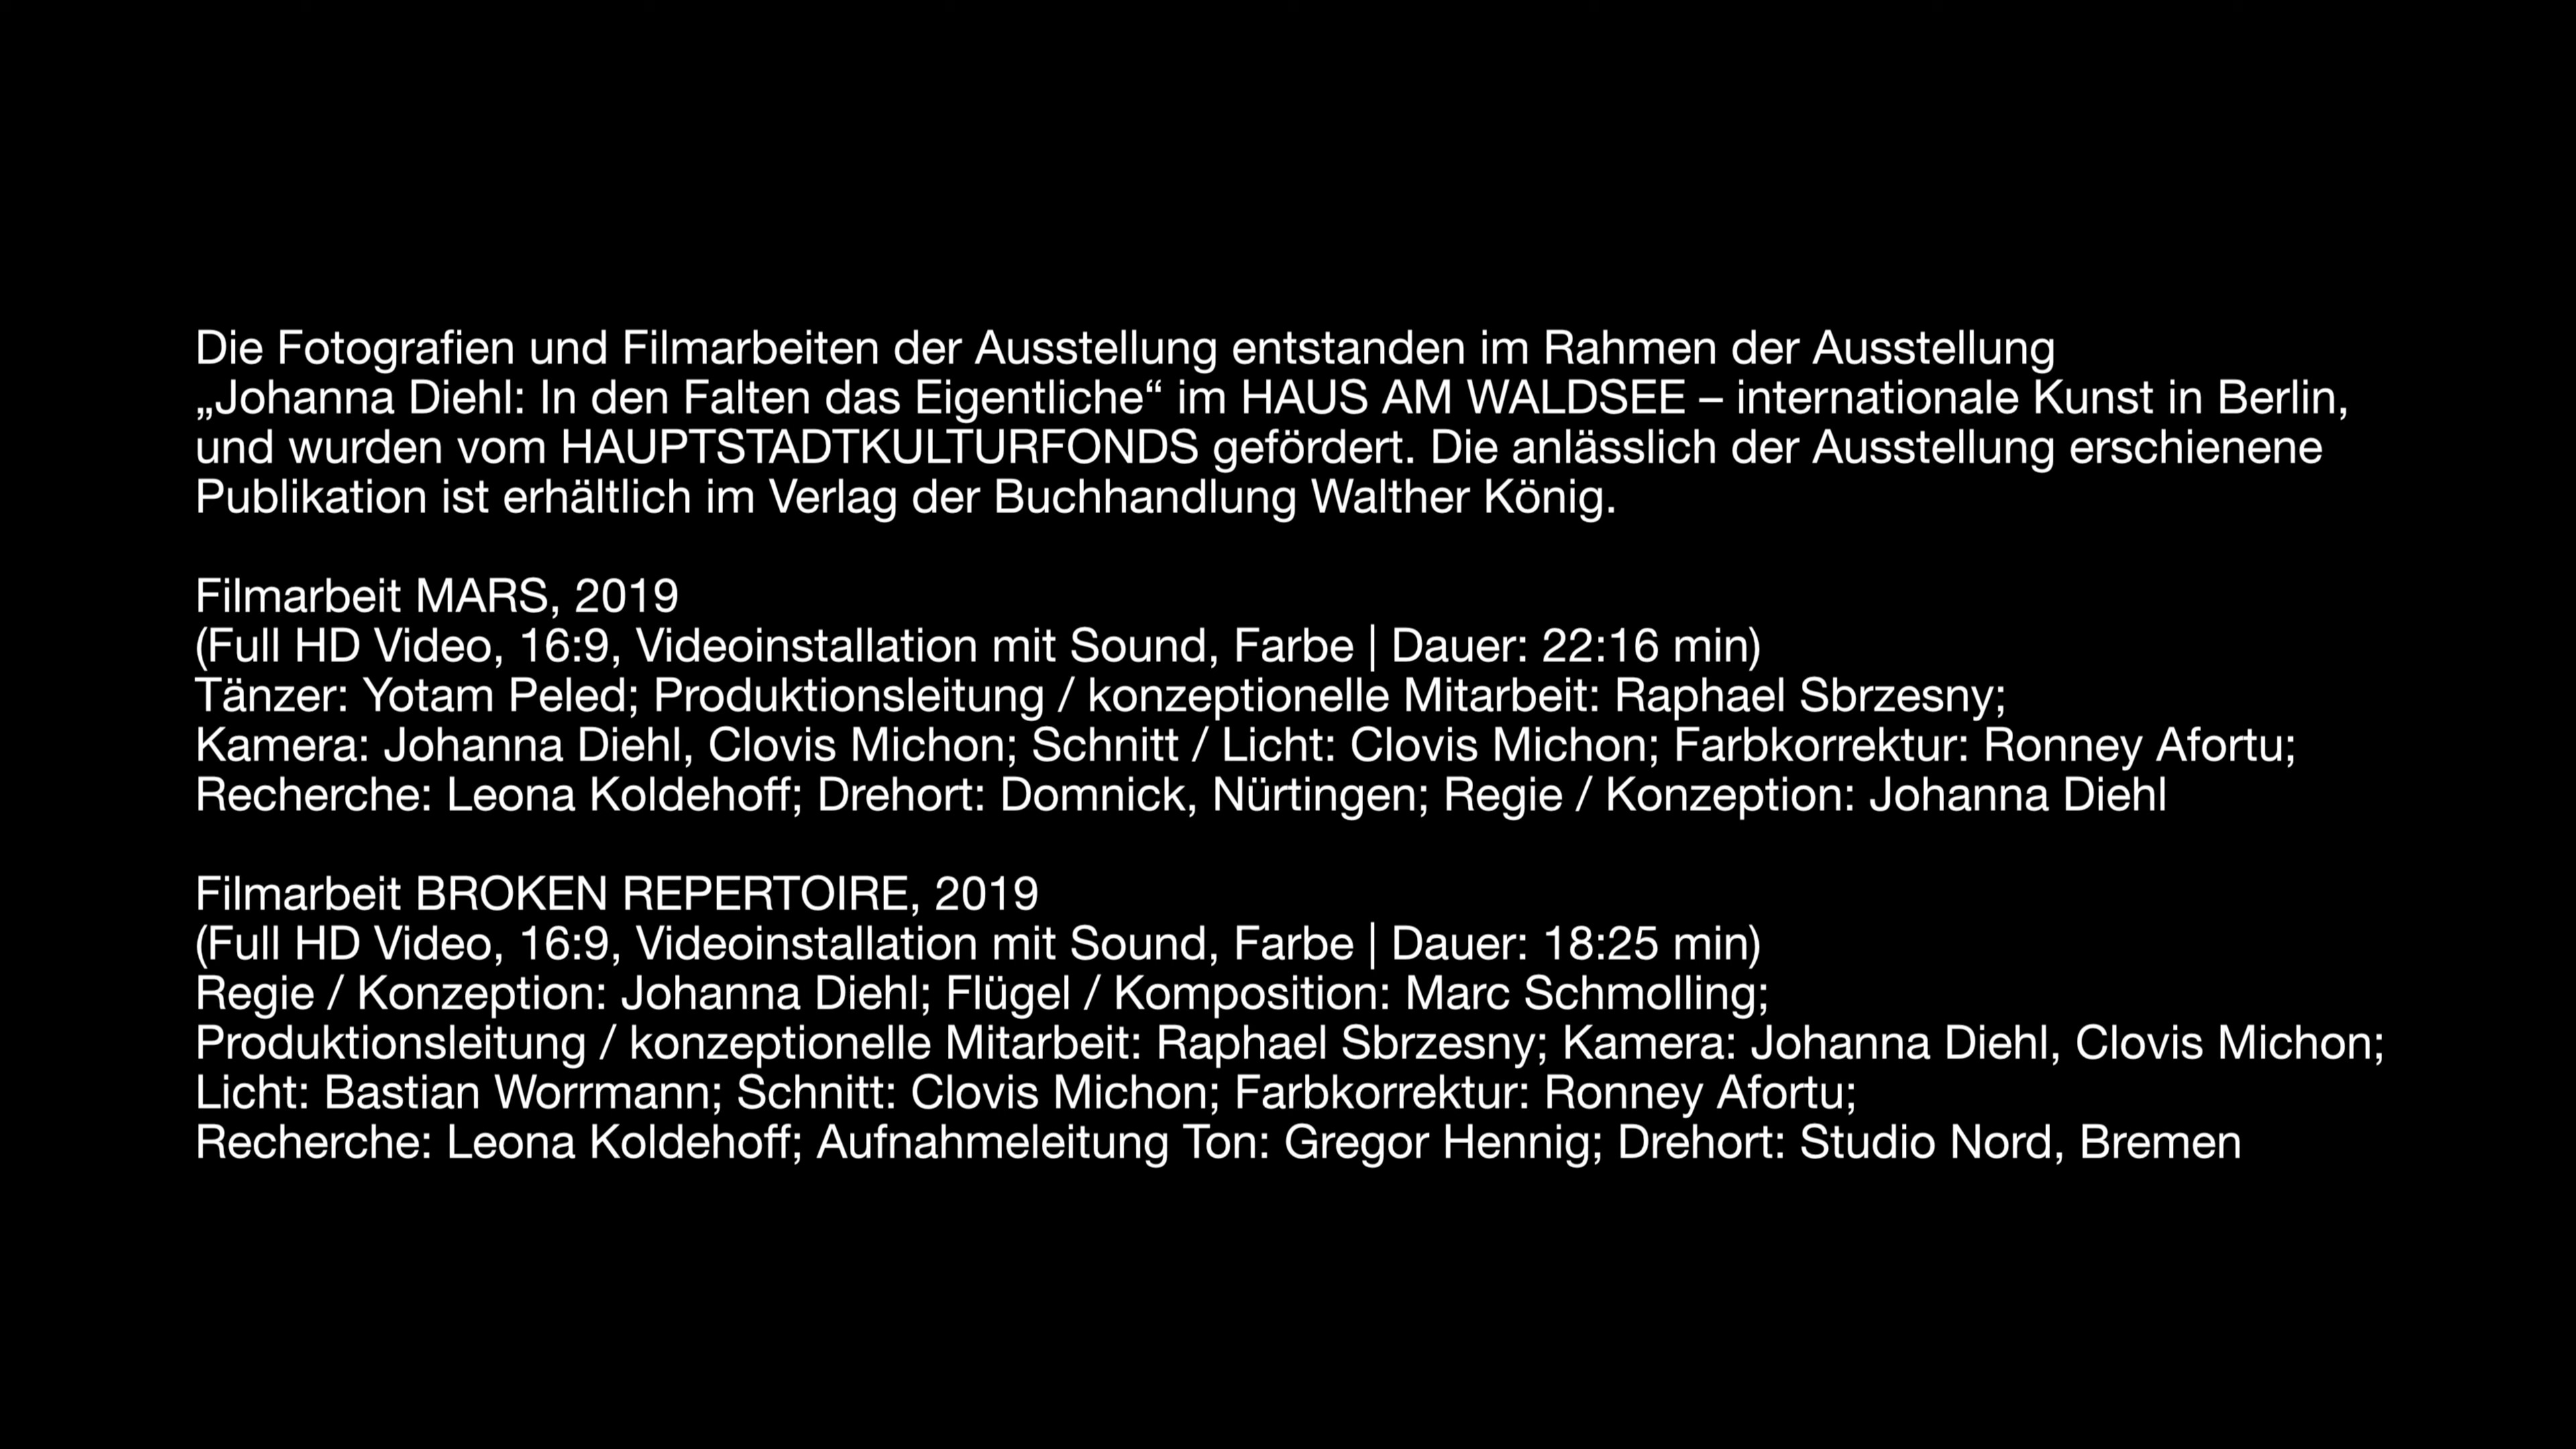 Die Fotografien und Filmarbeiten der Ausstellung entstanden im Rahmen der Ausstellung
„Johanna Diehl: In den Falten das Eigentliche“ im HAUS AM WALDSEE – internationale Kunst in Berlin,
und wurden vom HAUPTSTADTKULTURFONDS gefördert. Die anlässlich der Ausstellung erschienene
Publikation ist erhältlich im Verlag der Buchhandlung Walther König.
Filmarbeit MARS, 2019
(Full HD Video, 16:9, Videoinstallation mit Sound, Farbe | Dauer: 22:16 min)
Tänzer: Yotam Peled; Produktionsleitung / konzeptionelle Mitarbeit: Raphael Sbrzesny;
Kamera: Johanna Diehl, Clovis Michon; Schnitt / Licht: Clovis Michon; Farbkorrektur: Ronney Afortu;
Recherche: Leona Koldehoff; Drehort: Domnick, Nürtingen; Regie / Konzeption: Johanna Diehl
Filmarbeit BROKEN REPERTOIRE, 2019
(Full HD Video, 16:9, Videoinstallation mit Sound, Farbe | Dauer: 18:25 min)
Regie / Konzeption: Johanna Diehl; Flügel / Komposition: Marc Schmolling;
Produktionsleitung / konzeptionelle Mitarbeit: Raphael Sbrzesny; Kamera: Johanna Diehl, Clovis Michon;
Licht: Bastian Worrmann; Schnitt: Clovis Michon; Farbkorrektur: Ronney Afortu;
Recherche: Leona Koldehoff; Aufnahmeleitung Ton: Gregor Hennig; Drehort: Studio Nord, Bremen